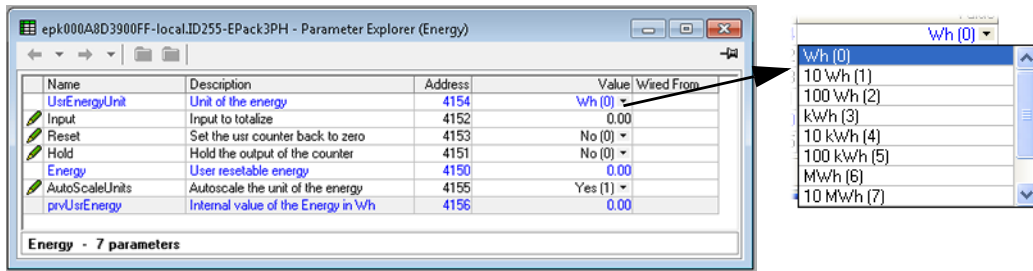 epk000A8D3900FF-local.ID255-EPack3PH - Parameter Explorer (Energy)
Name Description Address Value Wired From
UsrEnergyUnit Unit of the energy 4154 Wh (0)
Input Input to totalize 4152 0.00
Reset Set the usr counter back to zero 4153 No (0)
Hold Hold the output of the counter 4151 No (0)
Energy User resetable energy 4150 0.00
AutoScaleUnits Autoscale the unit of the energy 4155 Yes (1)
prvUsrEnergy Internal value of the Energy in Wh 4156 0.00
Energy - 7 parameters
Wh (0)
Wh (0)
10 Wh (1)
100 Wh (2)
kWh (3)
10 kWh (4)
100 kWh (5)
MWh (6)
10 MWh (7)